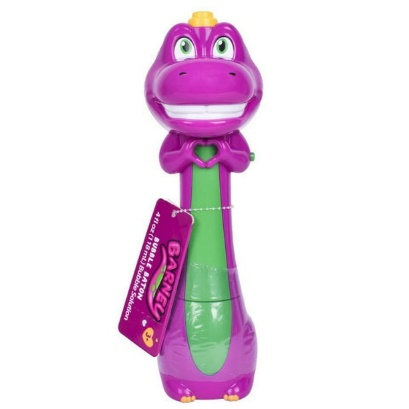 BARNEY
BUBBLE BATON
4 fl oz (118 mL) Bubble Solution